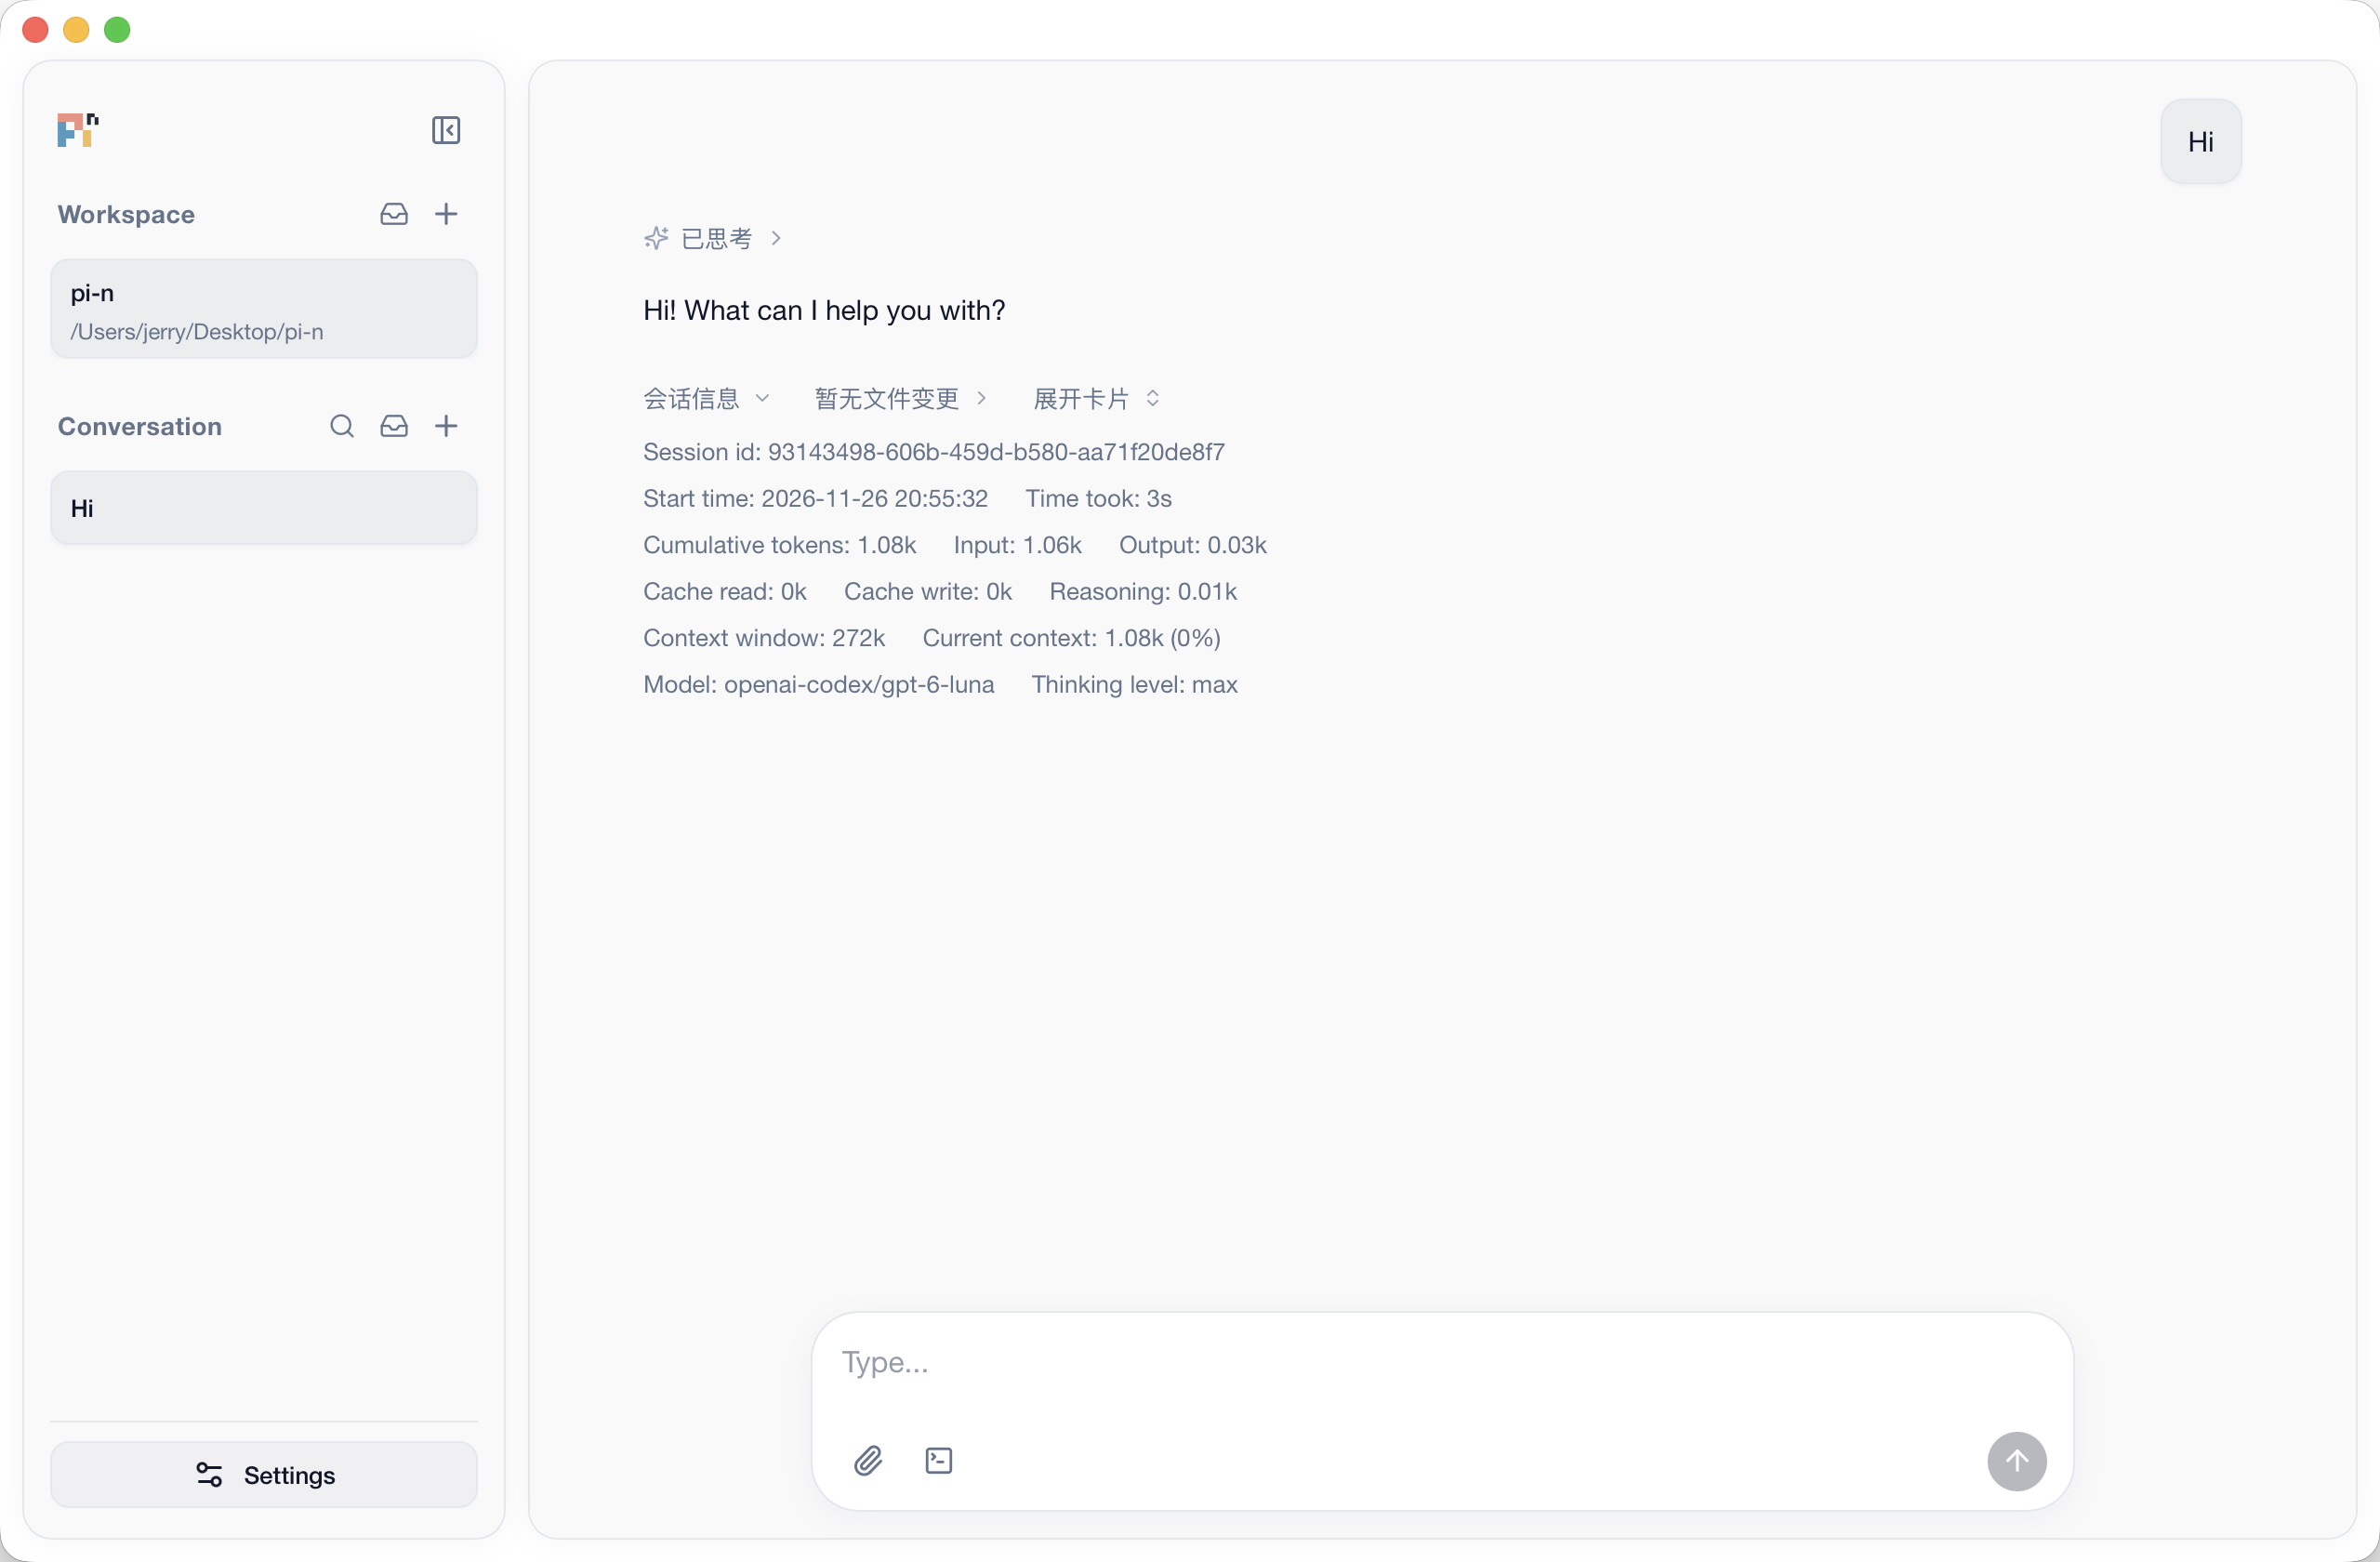 Workspace
pi-n
/Users/jerry/Desktop/pi-n
Conversation
Hi
Settings
Hi
已思考
Hi! What can I help you with?
会话信息 暂无文件变更 展开卡片
Session id: 93143498-606b-459d-b580-aa71f20de8f7
Start time: 2026-11-26 20:55:32 Time took: 3s
Cumulative tokens: 1.08k Input: 1.06k Output: 0.03k
Cache read: 0k Cache write: 0k Reasoning: 0.01k
Context window: 272k Current context: 1.08k (0%)
Model: openai-codex/gpt-6-luna Thinking level: max
Type...